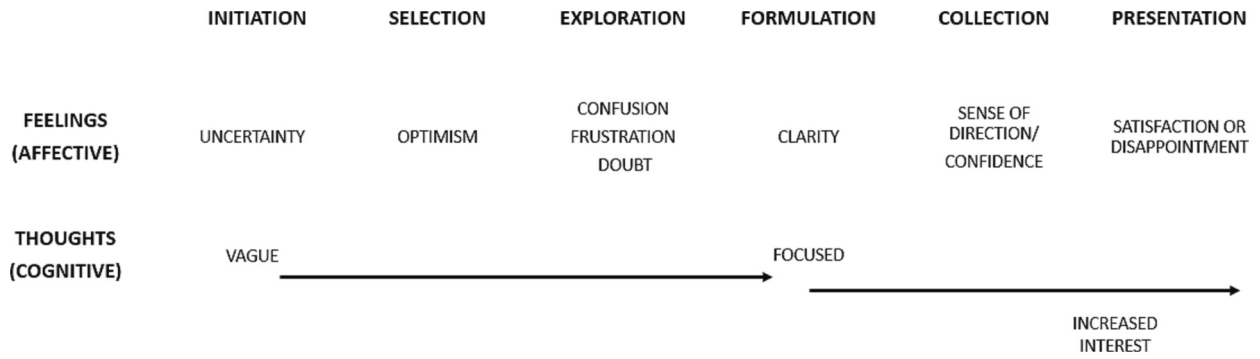 INITIATION SELECTION EXPLORATION FORMULATION COLLECTION PRESENTATION
FEELINGS
(AFFECTIVE)
UNCERTAINTY
OPTIMISM
CONFUSION
FRUSTRATION
DOUBT
CLARITY
SENSE OF
DIRECTION/
CONFIDENCE
SATISFACTION OR
DISAPPOINTMENT
THOUGHTS
(COGNITIVE)
VAGUE
FOCUSED
INCREASED
INTEREST